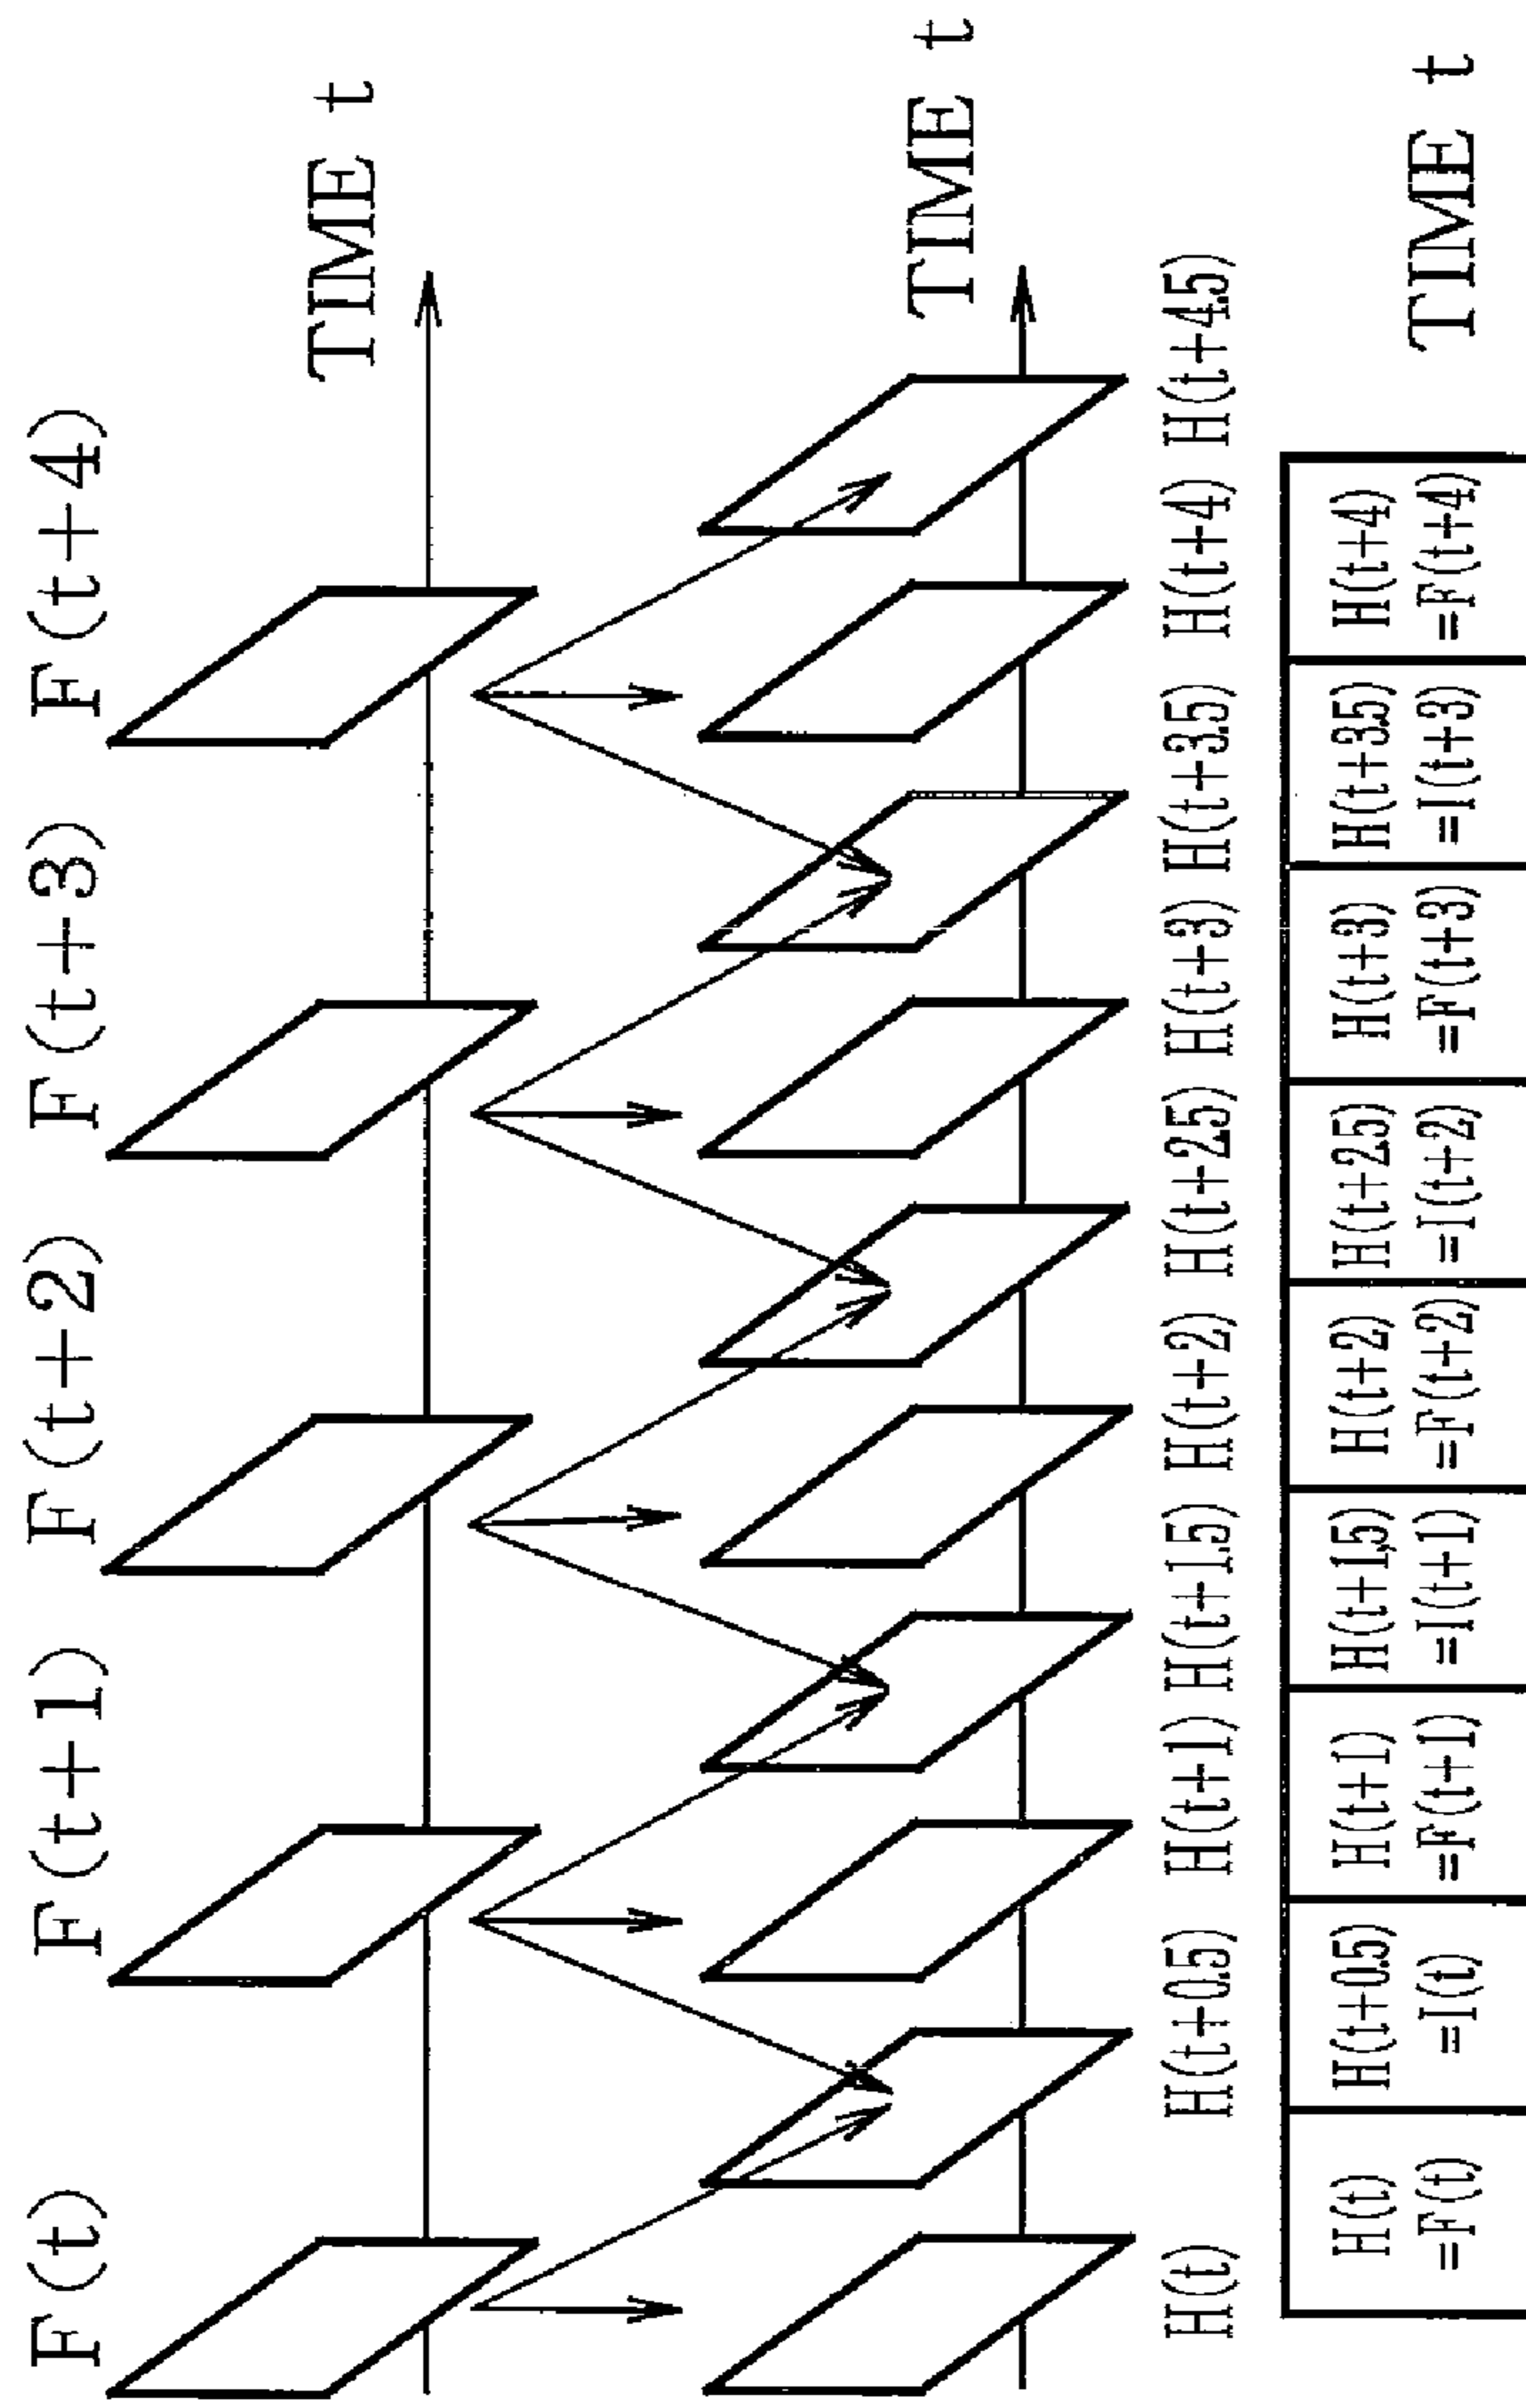 F(t) F(t+1) F(t+2) F(t+3) F(t+4)
TIME t
TIME t
H(t) H(t+0.5) H(t+1) H(t+1.5) H(t+2) H(t+2.5) H(t+3) H(t+3.5) H(t+4) H(t+4.5)
H(t) H(t+0.5) H(t+1) H(t+1,5) H(t+2) H(t+2.5) H(t+3) H(t+3.5) H(t+4)
=F(t) =I(t) =F(t+1) =I(t+1) =F(t+2) =I(t+2) =F(t+3) =I(t+3) =F(t+4)
TIME t